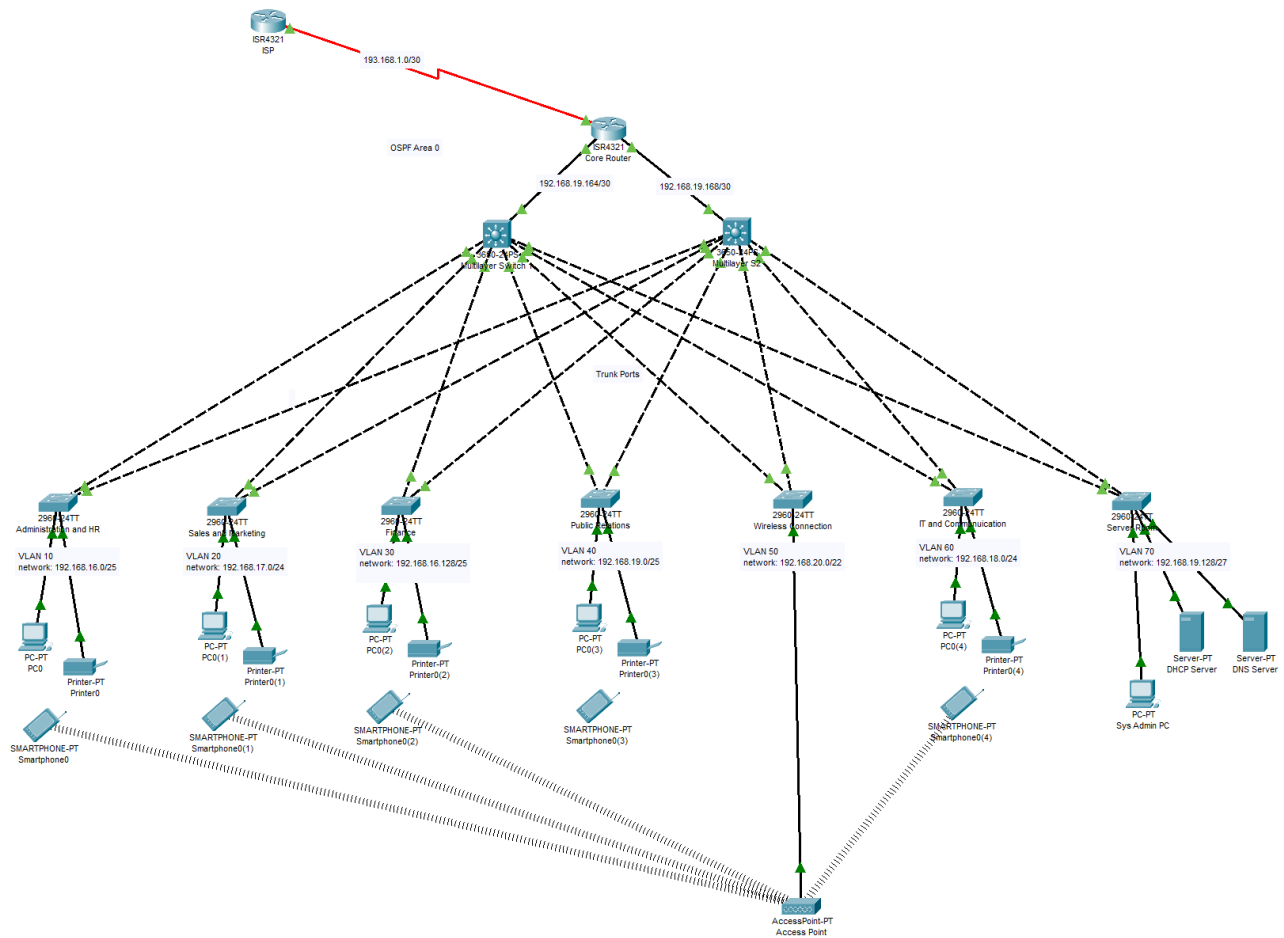 ISR4321
ISP
193.168.1.0/30
OSPF Area 0
ISR4321
Core Router
192.168.19.164/30
192.168.19.168/30
3650-24PS
Multilayer Switch 1
3650-24PS
Multilayer S2
Trunk Ports
2960-24TT
Administration and HR
2960-24TT
Sales and Marketing
2960-24TT
Finance
2960-24TT
Public Relations
2960-24TT
Wireless Connection
2960-24TT
IT and Commnuication
2960-24TT
Server Room
VLAN 10
network: 192.168.16.0/25
VLAN 20
network: 192.168.17.0/24
VLAN 30
network: 192.168.16.128/25
VLAN 40
network: 192.168.19.0/25
VLAN 50
network: 192.168.20.0/22
VLAN 60
network: 192.168.18.0/24
VLAN 70
network: 192.168.19.128/27
PC-PT
PC0
Printer-PT
Printer0
PC-PT
PC0(1)
Printer-PT
Printer0(1)
PC-PT
PC0(2)
Printer-PT
Printer0(2)
PC-PT
PC0(3)
Printer-PT
Printer0(3)
PC-PT
PC0(4)
Printer-PT
Printer0(4)
Server-PT
DHCP Server
Server-PT
DNS Server
PC-PT
Sys Admin PC
SMARTPHONE-PT
Smartphone0
SMARTPHONE-PT
Smartphone0(1)
SMARTPHONE-PT
Smartphone0(2)
SMARTPHONE-PT
Smartphone0(3)
SMARTPHONE-PT
Smartphone0(4)
AccessPoint-PT
Access Point